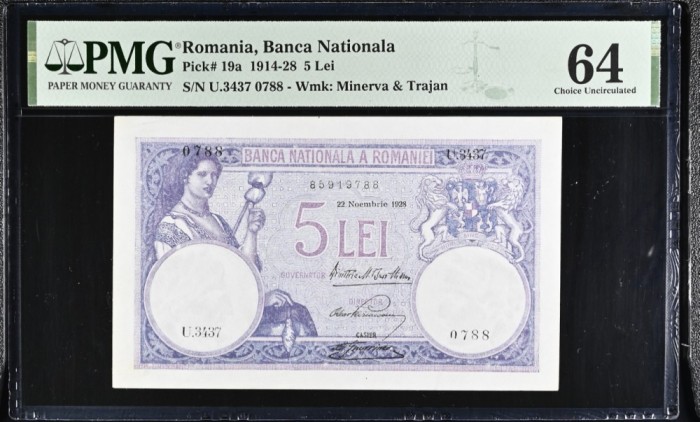 PMG®
PAPER MONEY GUARANTY
Romania, Banca Nationala
Pick# 19a 1914-28 5 Lei
S/N U.3437 0788 - Wmk: Minerva & Trajan
64
Choice Uncirculated
0788
BANCA NATIONALA A ROMANIEI
U.3437
85919788
22 Noembrie 1928
5 LEI
GUVERNATOR
DIRECTOR
CASIER
U.3437
0788